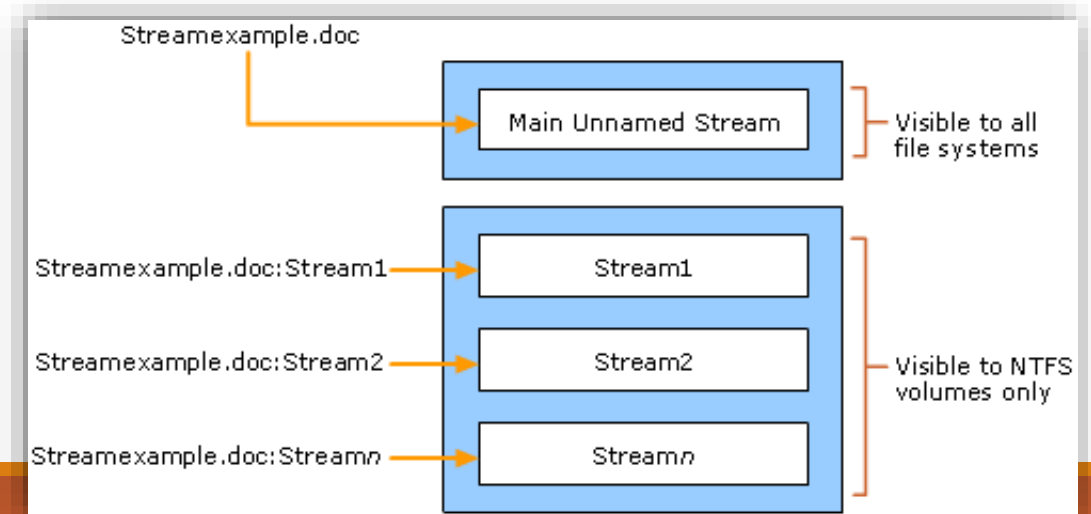 Streamexample.doc
Main Unnamed Stream
Visible to all
file systems
Streamexample.doc:Stream1
Stream1
Streamexample.doc:Stream2
Stream2
Visible to NTFS
volumes only
Streamexample.doc:Streamn
Streamn